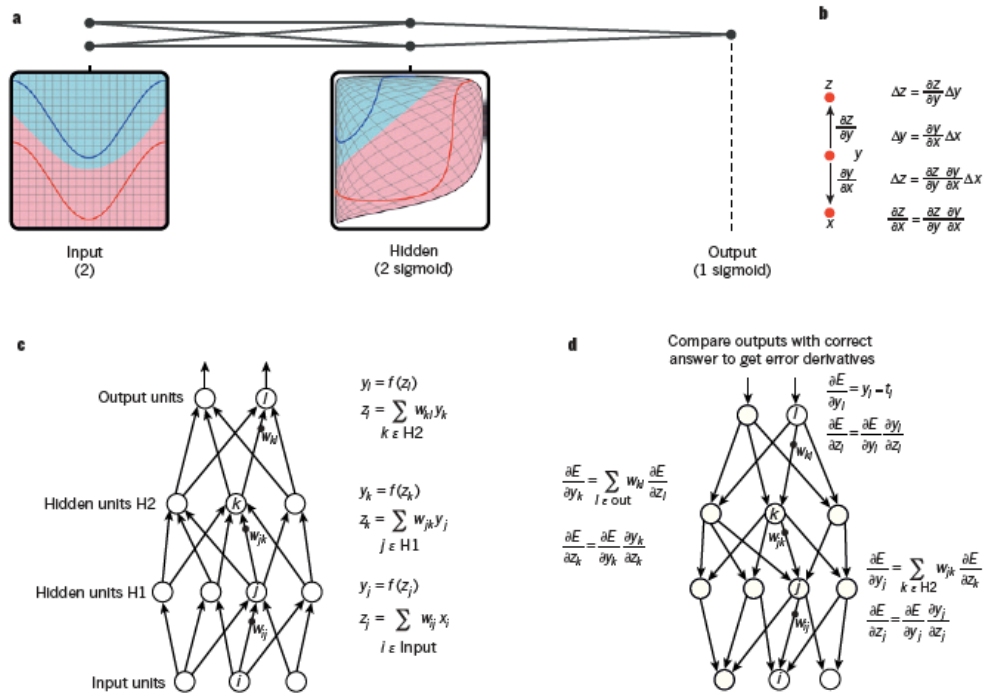 a
Input
(2)
Hidden
(2 sigmoid)
Output
(1 sigmoid)
b
z
∂z/∂y
y
∂y/∂x
x
Δz = ∂z/∂y Δy
Δy = ∂y/∂x Δx
Δz = ∂z/∂y ∂y/∂x Δx
∂z/∂x = ∂z/∂y ∂y/∂x
c
Output units
l
w_kl
Hidden units H2
k
w_jk
Hidden units H1
j
w_ij
Input units
i
y_l = f(z_l)
z_l = ∑ w_kl y_k
k ε H2
y_k = f(z_k)
z_k = ∑ w_jk y_j
j ε H1
y_j = f(z_j)
z_j = ∑ w_ij x_i
i ε Input
d
Compare outputs with correct
answer to get error derivatives
l
w_kl
k
w_jk
j
w_ij
i
∂E/∂y_l = y_l – t_l
∂E/∂z_l = ∂E/∂y_l ∂y_l/∂z_l
∂E/∂y_k = ∑ w_kl ∂E/∂z_l
l ε out
∂E/∂z_k = ∂E/∂y_k ∂y_k/∂z_k
∂E/∂y_j = ∑ w_jk ∂E/∂z_k
k ε H2
∂E/∂z_j = ∂E/∂y_j ∂y_j/∂z_j